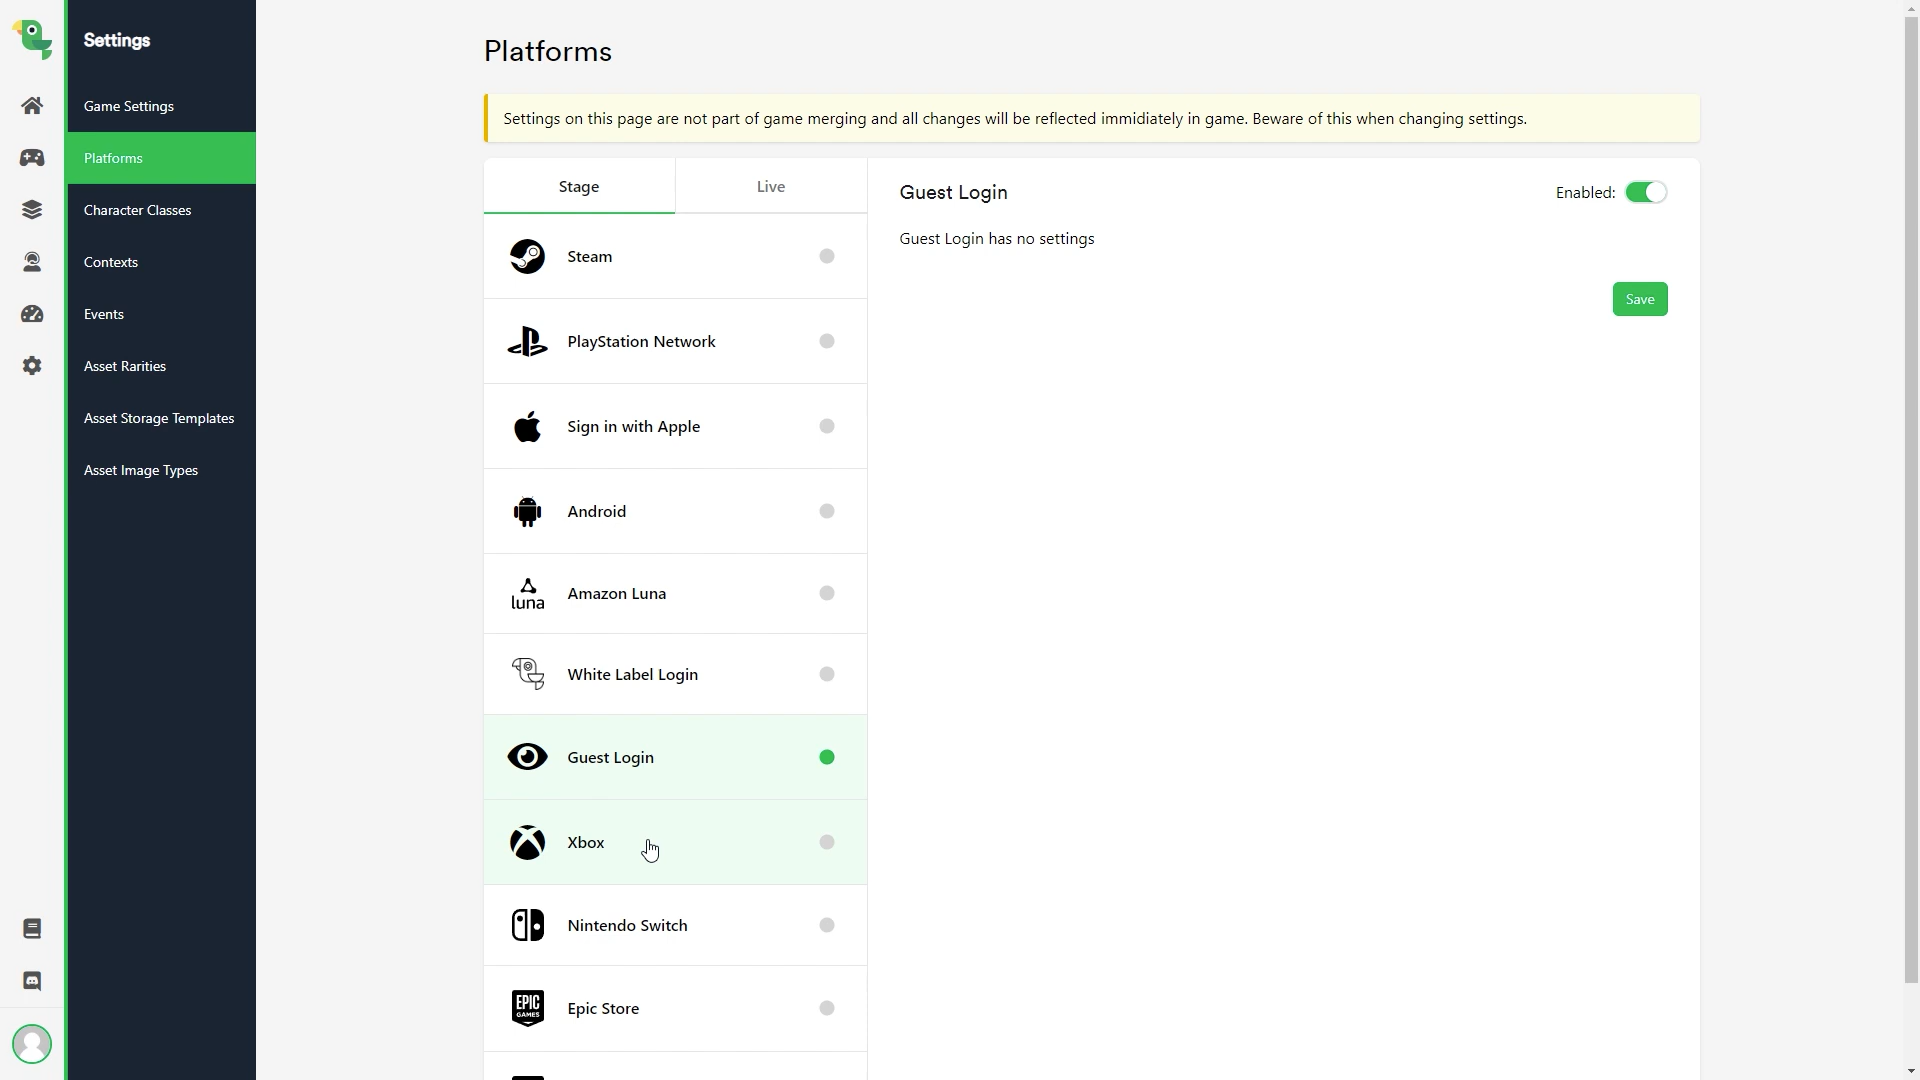 Settings
Game Settings
Platforms
Character Classes
Contexts
Events
Asset Rarities
Asset Storage Templates
Asset Image Types
Platforms
Settings on this page are not part of game merging and all changes will be reflected immidiately in game. Beware of this when changing settings.
Stage
Live
Steam
PlayStation Network
Sign in with Apple
Android
luna
Amazon Luna
White Label Login
Guest Login
Xbox
Nintendo Switch
EPIC
GAMES
Epic Store
Guest Login
Enabled:
Guest Login has no settings
Save